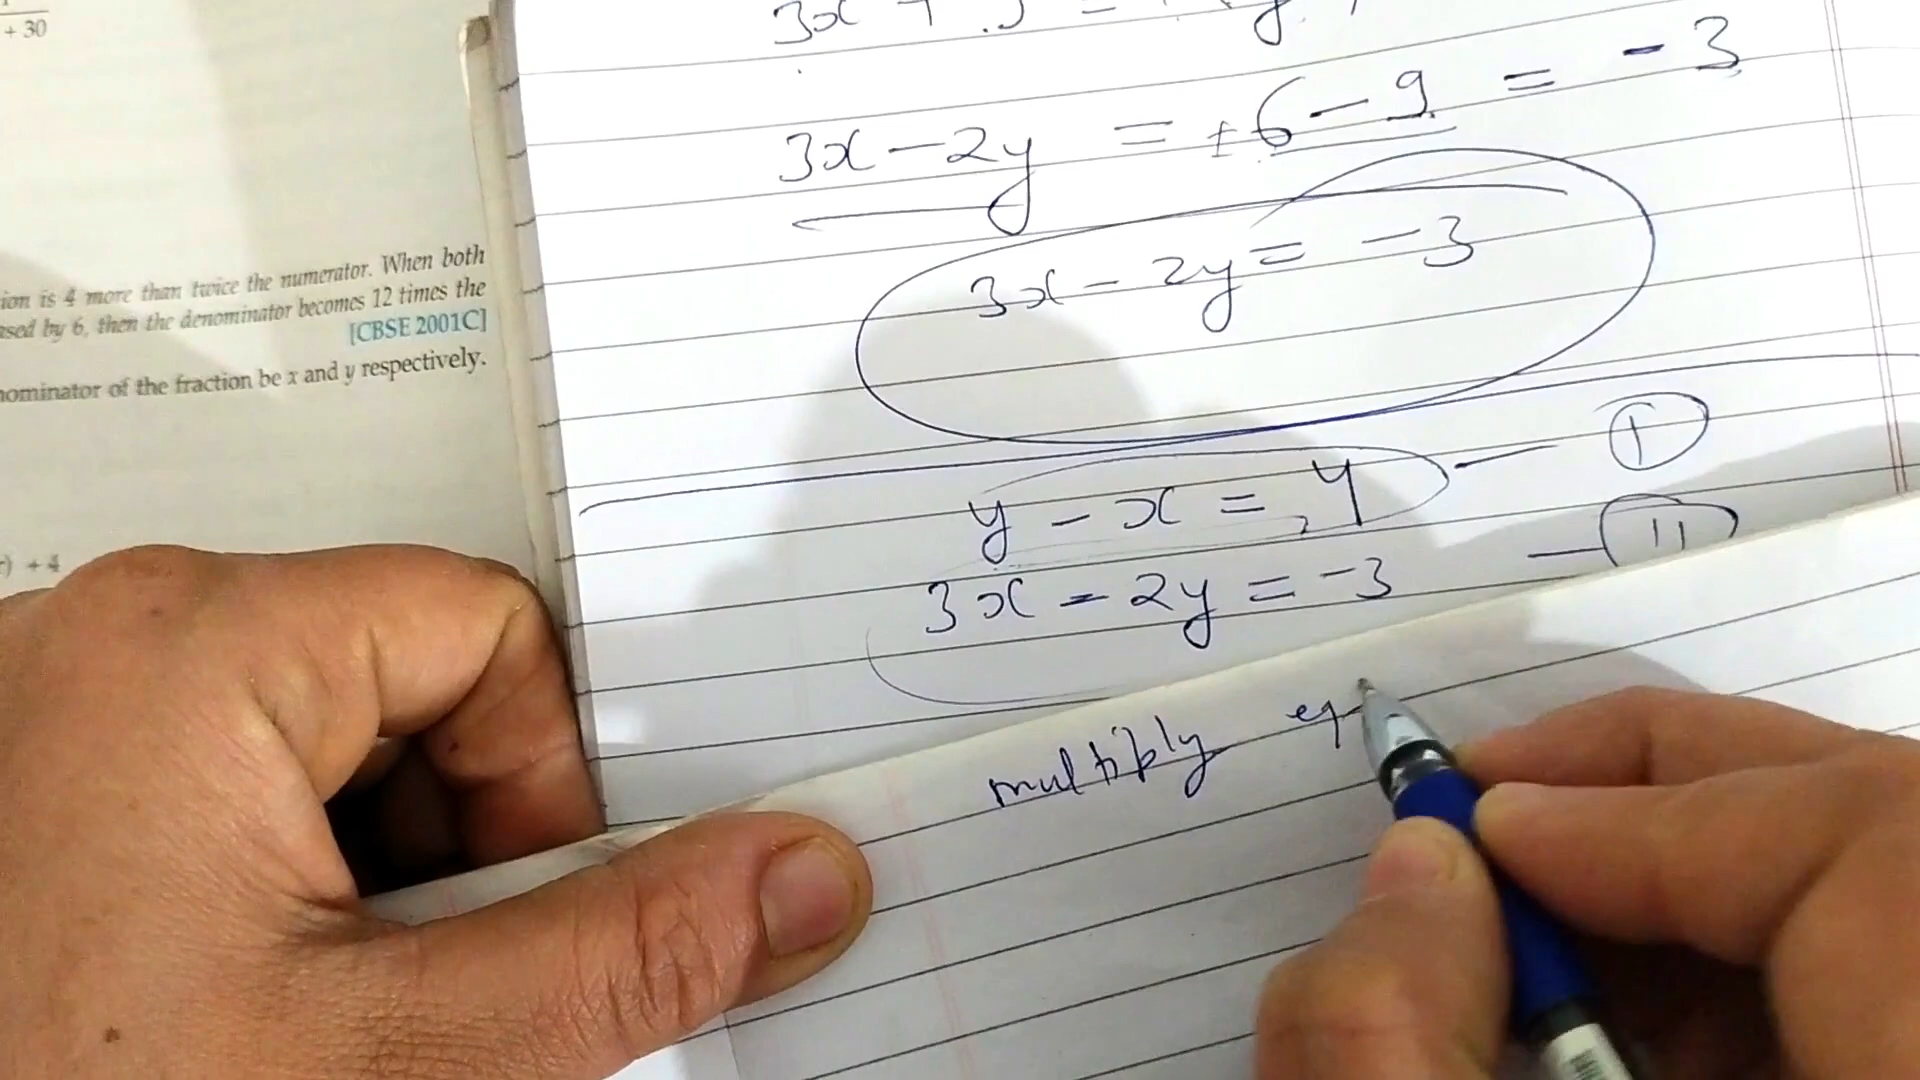 + 30
ion is 4 more than twice the numerator. When both
ased by 6, then the denominator becomes 12 times the
[CBSE 2001C]
nominator of the fraction be x and y respectively.
) + 4
3x - 2y = +6 - 9 = -3
3x - 2y = -3
y - x = 4 — I
3x - 2y = -3 — II
multiply eq